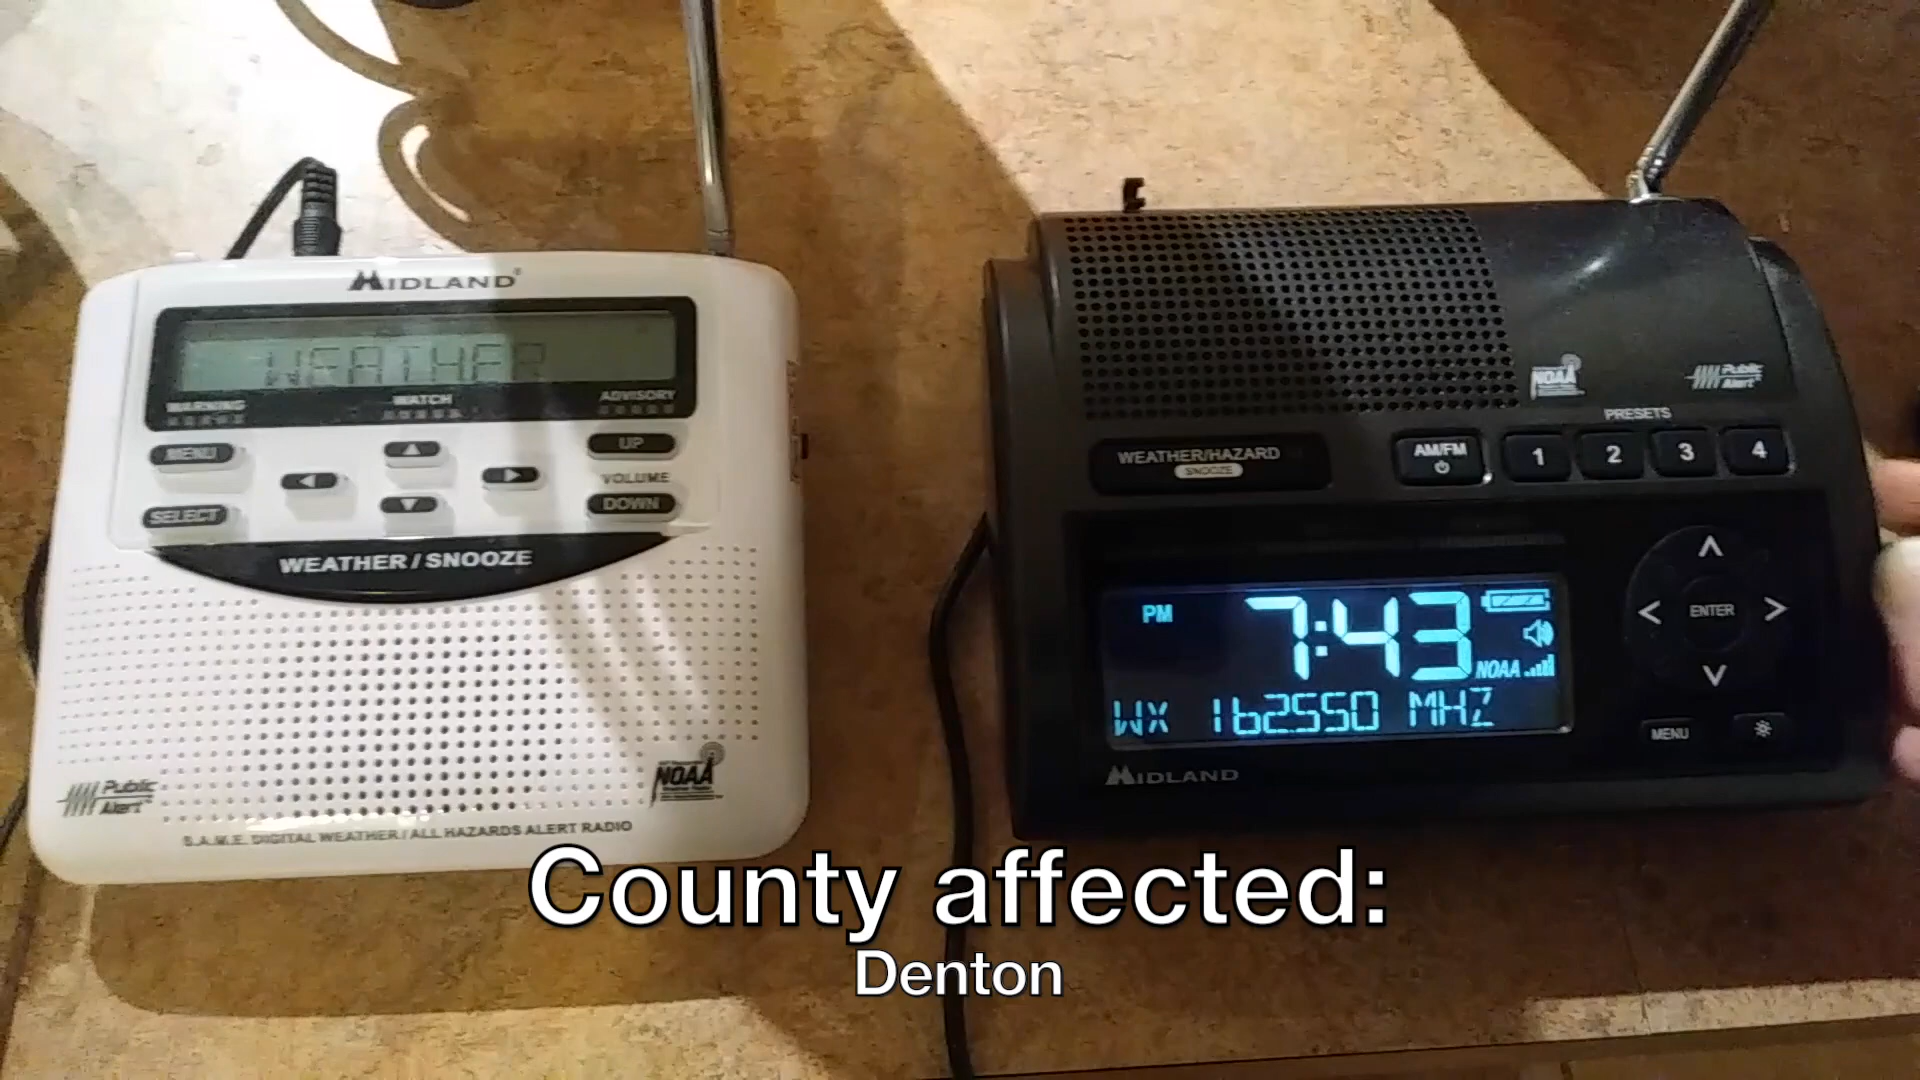 MIDLAND
WEATHER
WARNING
WATCH
ADVISORY
MENU
UP
VOLUME
SELECT
DOWN
WEATHER / SNOOZE
Public
Alert
NOAA
S.A.M.E. DIGITAL WEATHER / ALL HAZARDS ALERT RADIO
NOAA
Public
Alert
PRESETS
WEATHER/HAZARD
SNOOZE
AM/FM
1
2
3
4
PM
7:43
NOAA
WX 162550 MHZ
ENTER
MENU
MIDLAND
County affected:
Denton